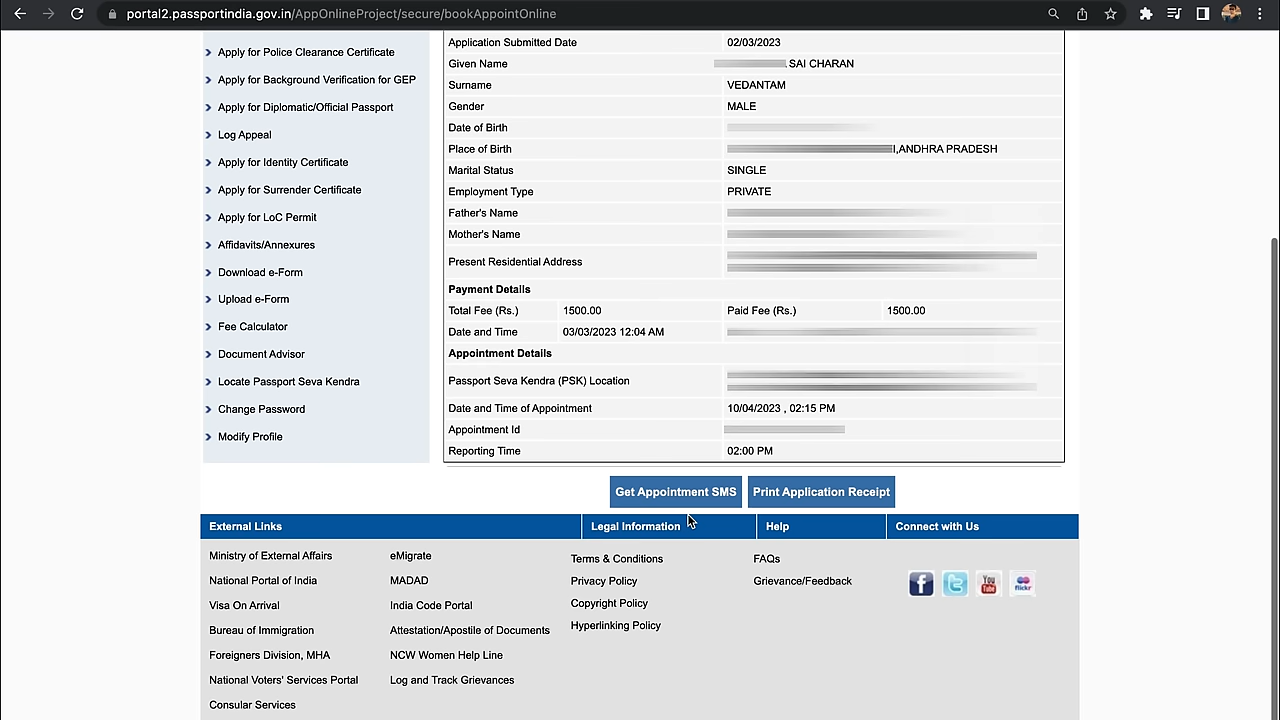 portal2.passportindia.gov.in/AppOnlineProject/secure/bookAppointOnline
Apply for Police Clearance Certificate
Apply for Background Verification for GEP
Apply for Diplomatic/Official Passport
Log Appeal
Apply for Identity Certificate
Apply for Surrender Certificate
Apply for LoC Permit
Affidavits/Annexures
Download e-Form
Upload e-Form
Fee Calculator
Document Advisor
Locate Passport Seva Kendra
Change Password
Modify Profile
Application Submitted Date 02/03/2023
Given Name SAI CHARAN
Surname VEDANTAM
Gender MALE
Date of Birth
Place of Birth ,ANDHRA PRADESH
Marital Status SINGLE
Employment Type PRIVATE
Father's Name
Mother's Name
Present Residential Address
Payment Details
Total Fee (Rs.) 1500.00 Paid Fee (Rs.) 1500.00
Date and Time 03/03/2023 12:04 AM
Appointment Details
Passport Seva Kendra (PSK) Location
Date and Time of Appointment 10/04/2023 , 02:15 PM
Appointment Id
Reporting Time 02:00 PM
Get Appointment SMS Print Application Receipt
External Links Legal Information Help Connect with Us
Ministry of External Affairs
National Portal of India
Visa On Arrival
Bureau of Immigration
Foreigners Division, MHA
National Voters' Services Portal
Consular Services
eMigrate
MADAD
India Code Portal
Attestation/Apostile of Documents
NCW Women Help Line
Log and Track Grievances
Terms & Conditions
Privacy Policy
Copyright Policy
Hyperlinking Policy
FAQs
Grievance/Feedback
You
Tube
flickr